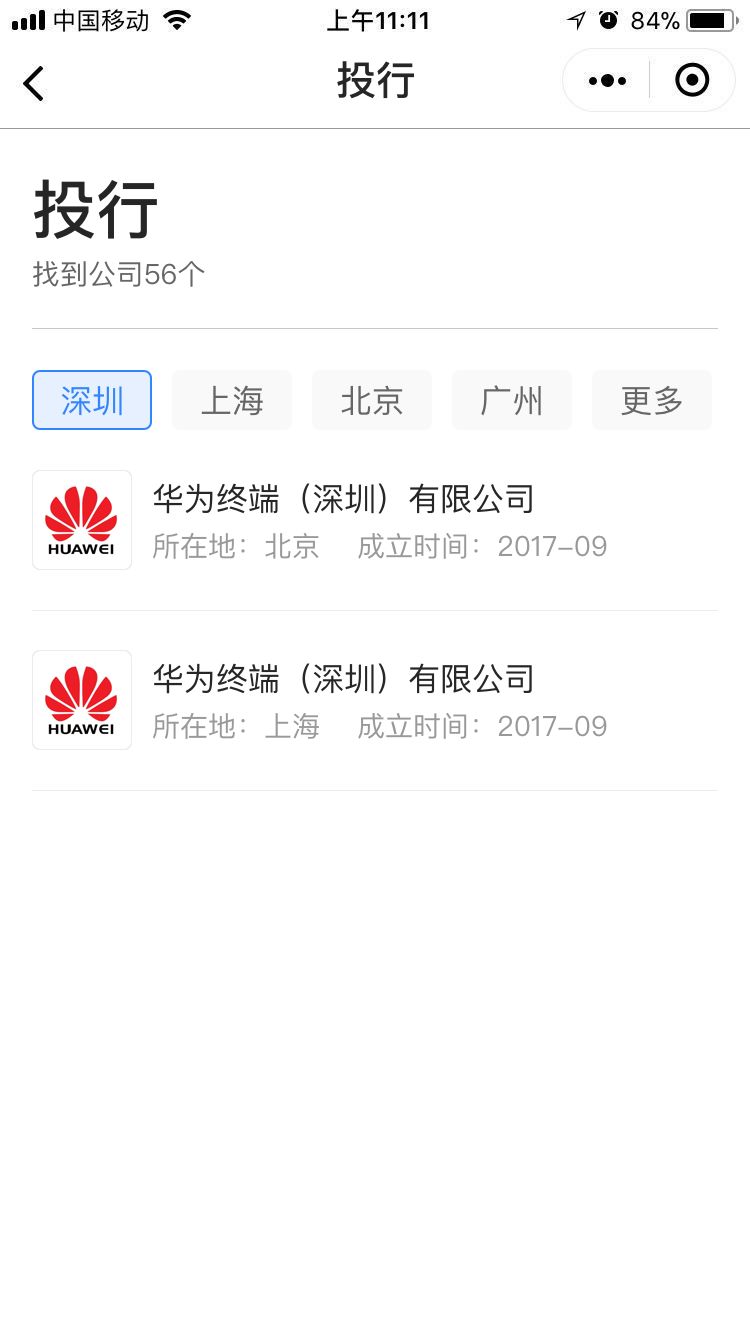 中国移动 上午11:11 84%
投行
投行
找到公司56个
深圳 上海 北京 广州 更多
华为终端（深圳）有限公司
HUAWEI
所在地：北京 成立时间：2017–09
华为终端（深圳）有限公司
HUAWEI
所在地：上海 成立时间：2017–09